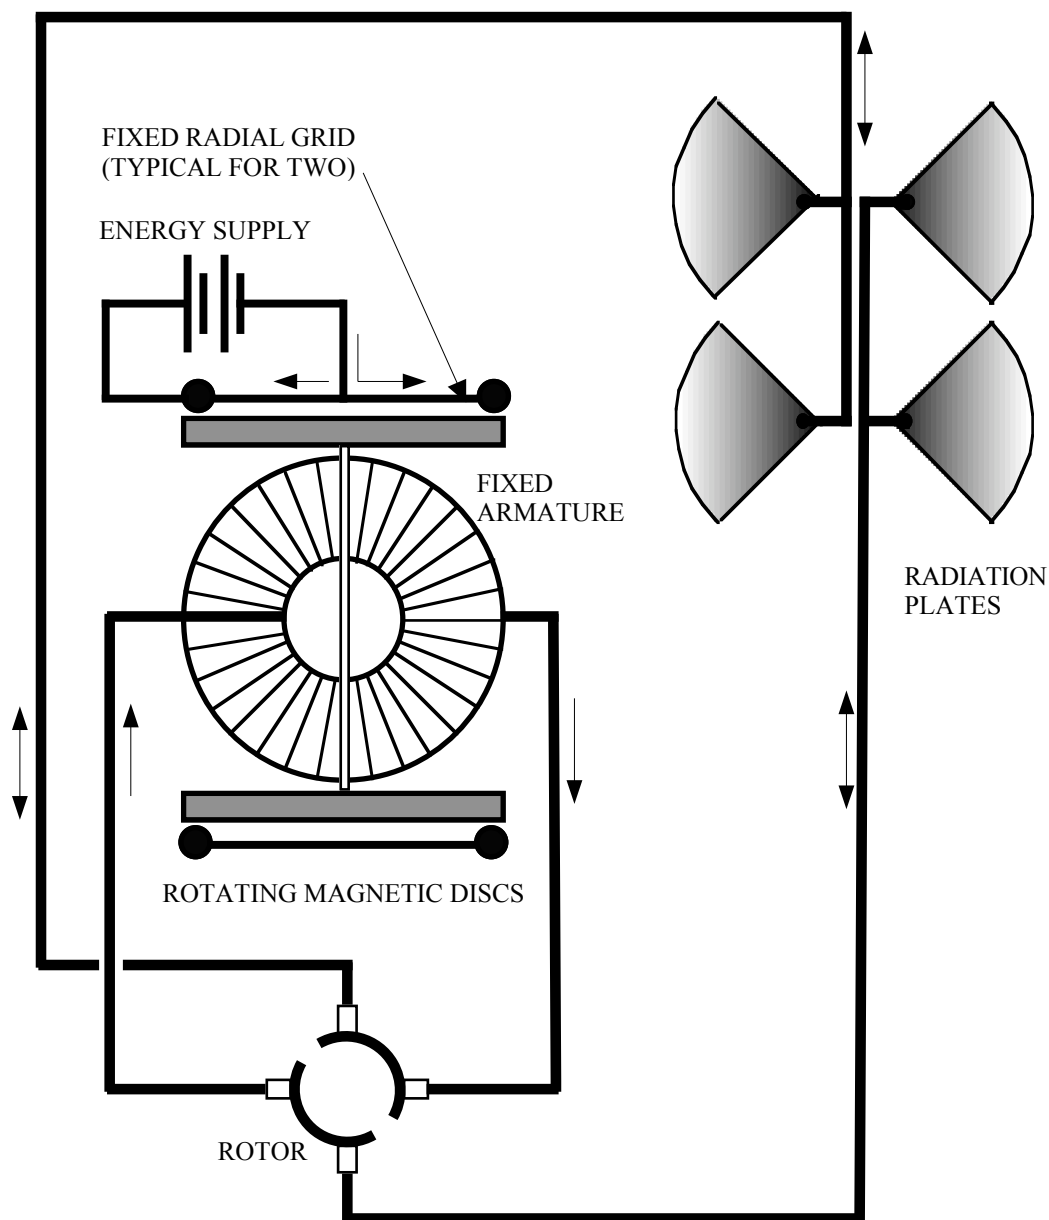 FIXED RADIAL GRID
(TYPICAL FOR TWO)
ENERGY SUPPLY
FIXED
ARMATURE
RADIATION
PLATES
ROTATING MAGNETIC DISCS
ROTOR